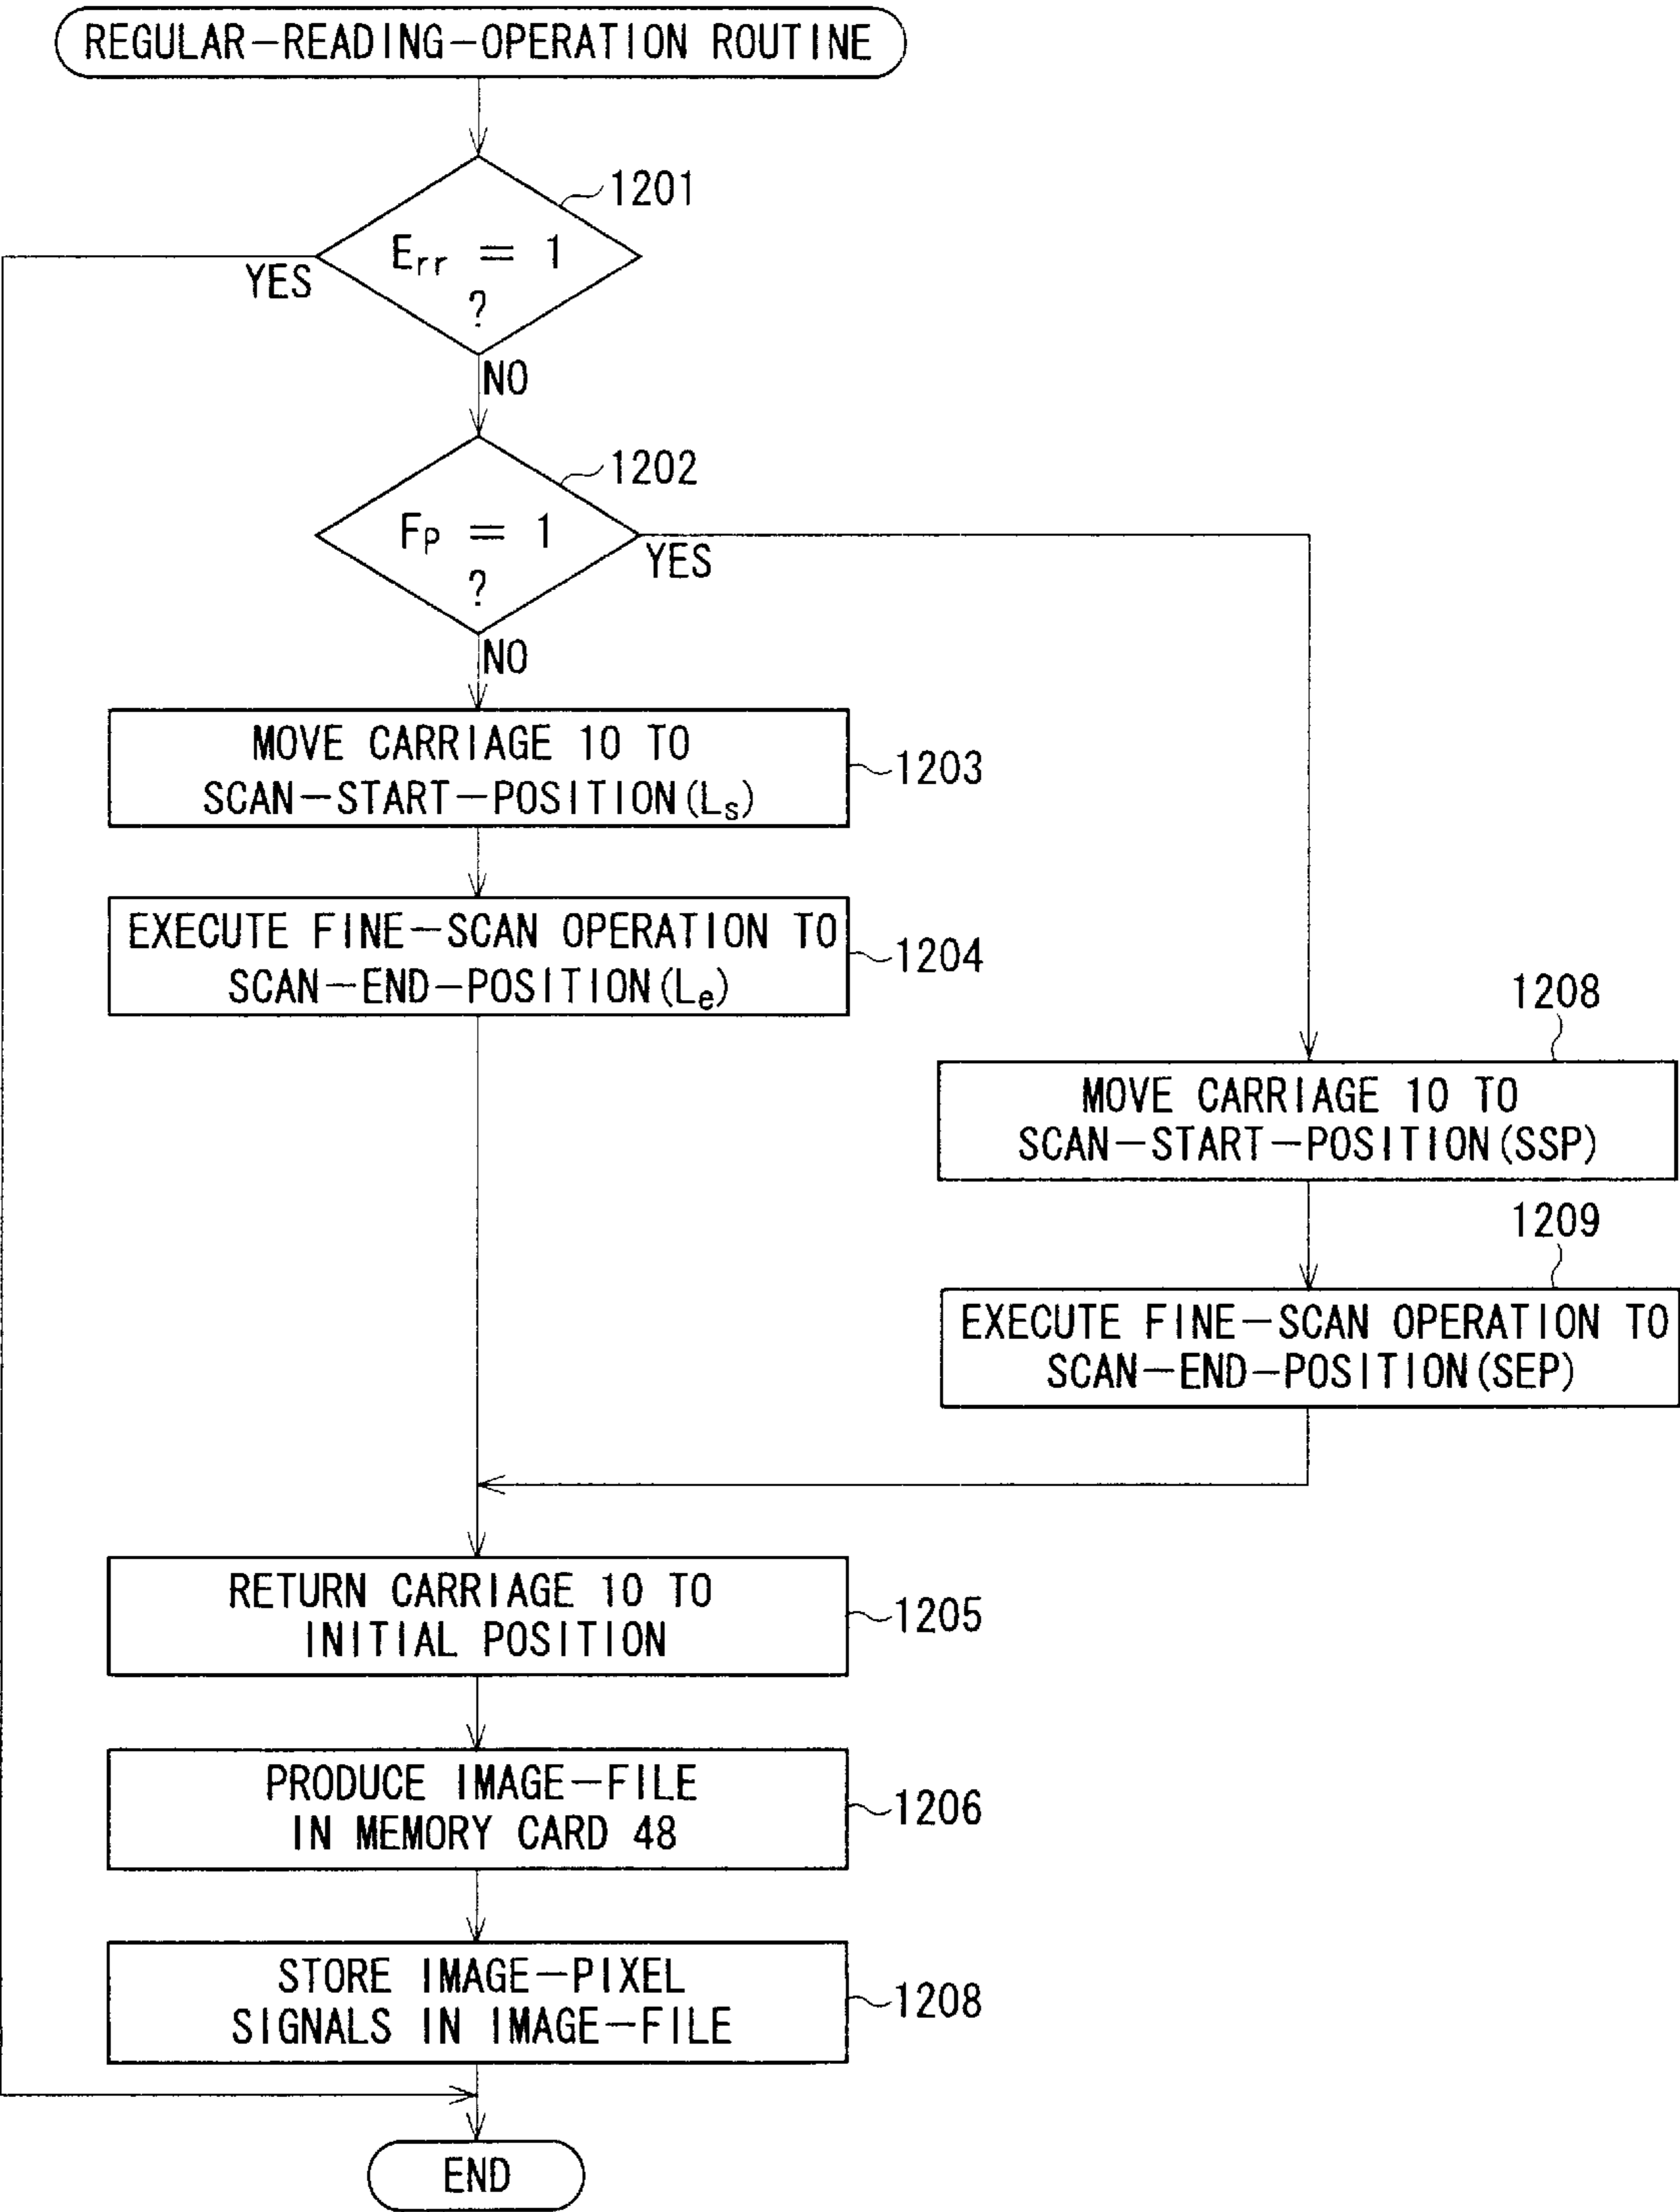 REGULAR-READING-OPERATION ROUTINE
1201
Err = 1
?
YES
NO
1202
FP = 1
?
YES
NO
MOVE CARRIAGE 10 TO
SCAN-START-POSITION(Ls)
1203
EXECUTE FINE-SCAN OPERATION TO
SCAN-END-POSITION(Le)
1204
1208
MOVE CARRIAGE 10 TO
SCAN-START-POSITION(SSP)
1209
EXECUTE FINE-SCAN OPERATION TO
SCAN-END-POSITION(SEP)
RETURN CARRIAGE 10 TO
INITIAL POSITION
1205
PRODUCE IMAGE-FILE
IN MEMORY CARD 48
1206
STORE IMAGE-PIXEL
SIGNALS IN IMAGE-FILE
1208
END